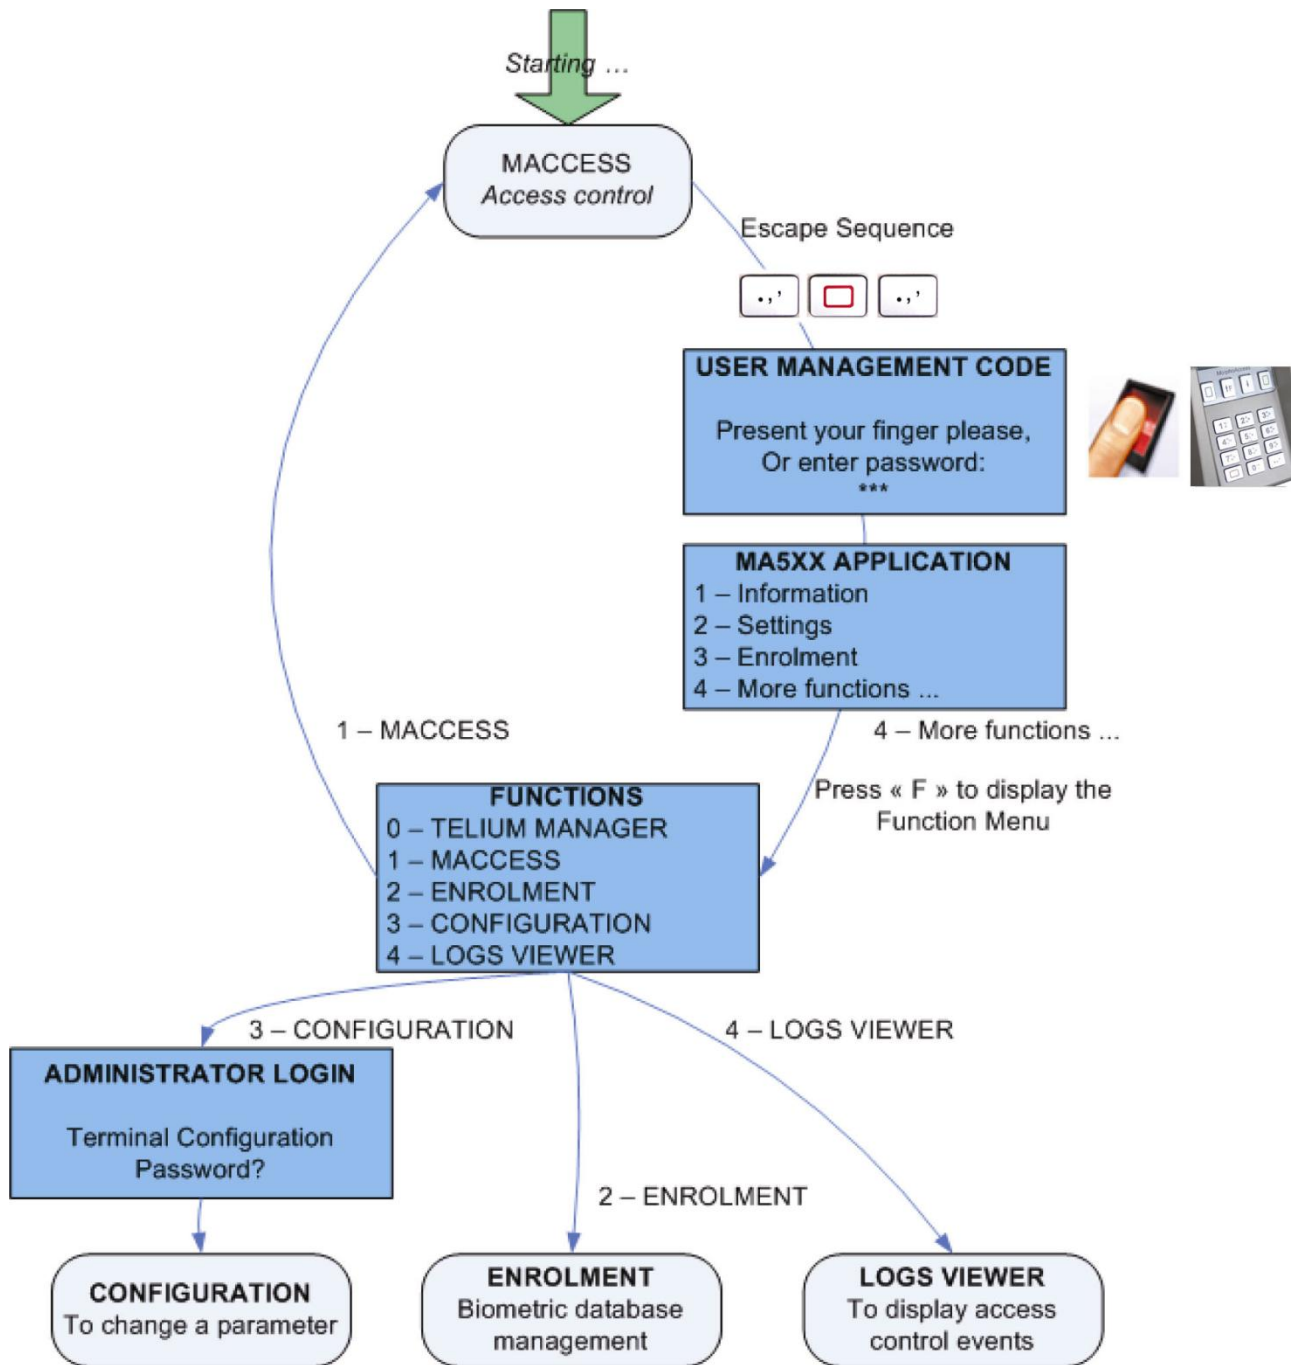 Starting ...
MACCESS
Access control
Escape Sequence
.,’
.,’
USER MANAGEMENT CODE
Present your finger please,
Or enter password:
***
MA5XX APPLICATION
1 – Information
2 – Settings
3 – Enrolment
4 – More functions ...
1 – MACCESS
4 – More functions ...
Press « F » to display the
Function Menu
FUNCTIONS
0 – TELIUM MANAGER
1 – MACCESS
2 – ENROLMENT
3 – CONFIGURATION
4 – LOGS VIEWER
3 – CONFIGURATION
4 – LOGS VIEWER
ADMINISTRATOR LOGIN
Terminal Configuration
Password?
2 – ENROLMENT
CONFIGURATION
To change a parameter
ENROLMENT
Biometric database
management
LOGS VIEWER
To display access
control events